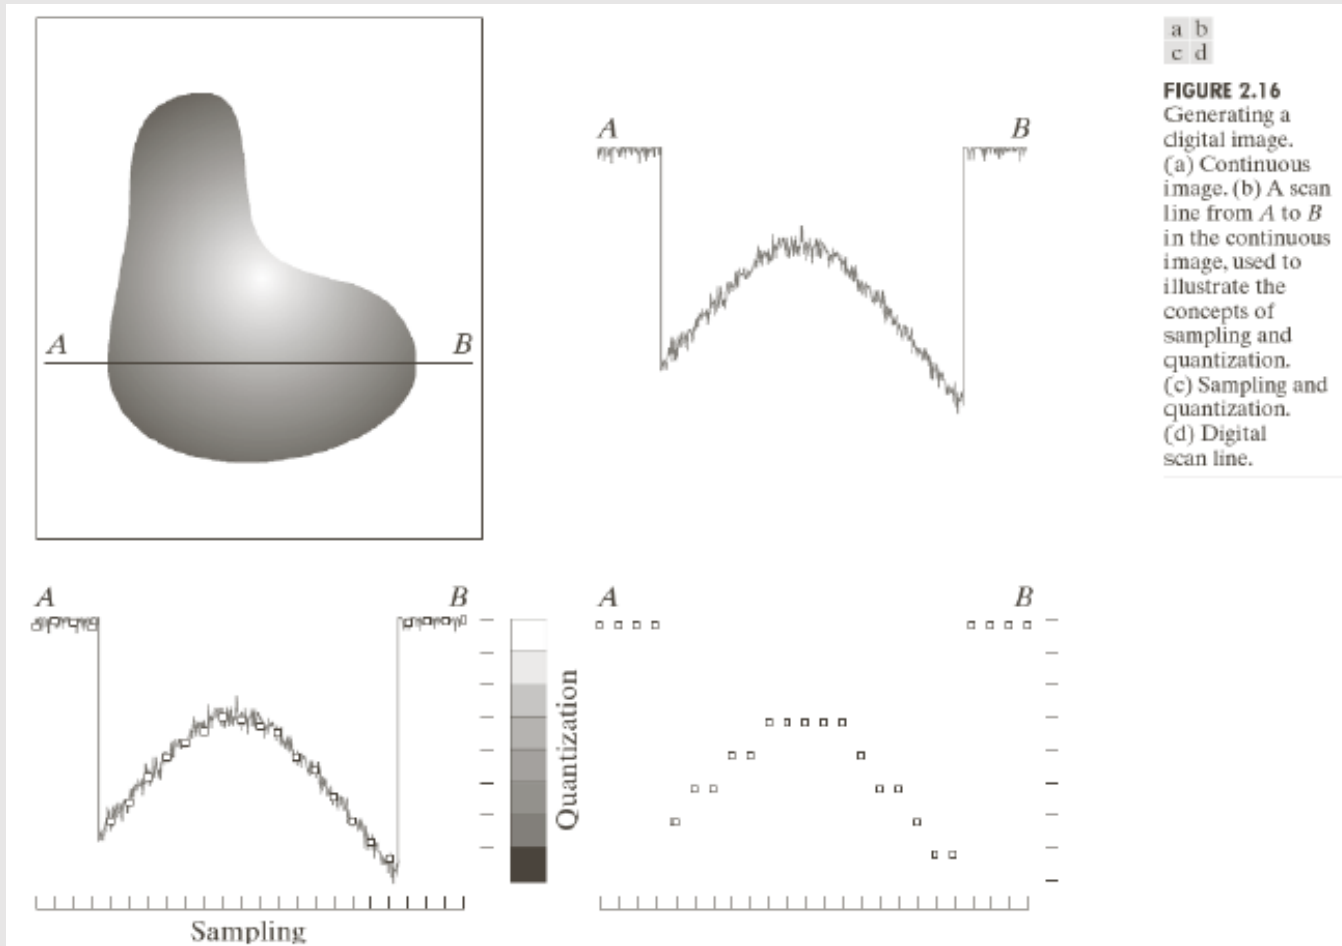 a b
c d
FIGURE 2.16
Generating a
digital image.
(a) Continuous
image. (b) A scan
line from A to B
in the continuous
image, used to
illustrate the
concepts of
sampling and
quantization.
(c) Sampling and
quantization.
(d) Digital
scan line.
A B
A B
A B
Quantization
Sampling
A B